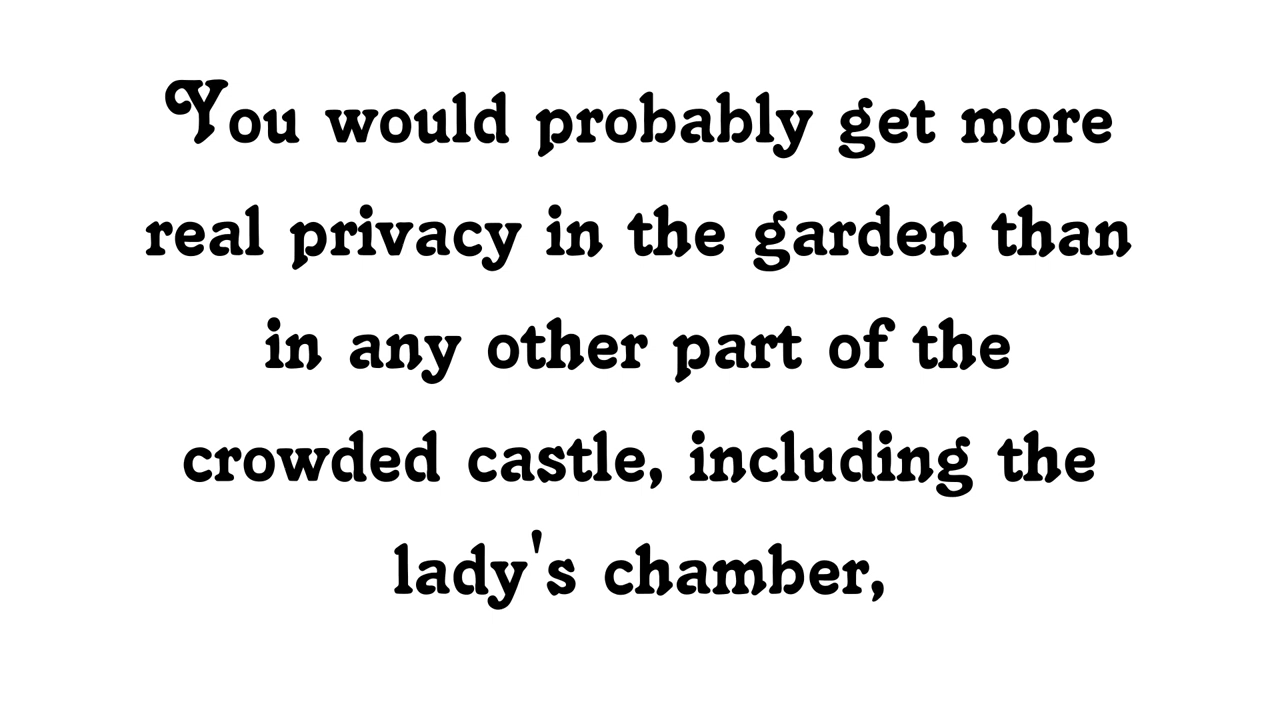 You would probably get more
real privacy in the garden than
in any other part of the
crowded castle, including the
lady's chamber,